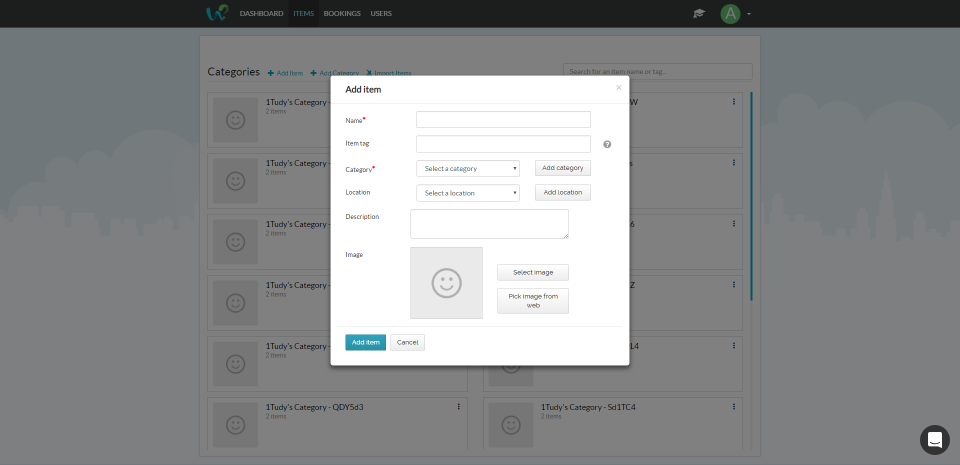 DASHBOARD ITEMS BOOKINGS USERS A
Categories Add Item Add Category Import Items Search for an item name or tag...
Add item ×
1Tudy's Category -
2 items
W
Name*
Item tag ?
1Tudy's Category -
2 items
Category* Select a category Add category
Location Select a location Add location
Description
1Tudy's Category -
2 items
6
Image
Select image
1Tudy's Category -
2 items
Z
Pick image from
web
Add item Cancel
1Tudy's Category -
2 items
L4
1Tudy's Category - QDY5d3
2 items
1Tudy's Category - Sd1TC4
2 items